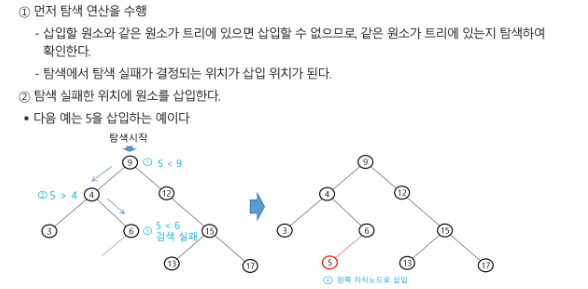 ① 먼저 탐색 연산을 수행
- 삽입할 원소와 같은 원소가 트리에 있으면 삽입할 수 없으므로, 같은 원소가 트리에 있는지 탐색하여
확인한다.
- 탐색에서 탐색 실패가 결정되는 위치가 삽입 위치가 된다.
② 탐색 실패한 위치에 원소를 삽입한다.
▪ 다음 예는 5을 삽입하는 예이다
탐색시작
9 ① 5 < 9
② 5 > 4 4 12
3 6 ③ 5 < 6
검색 실패 15
13 17
9
4 12
3 6 15
5 13 17
④ 왼쪽 자식노드로 삽입